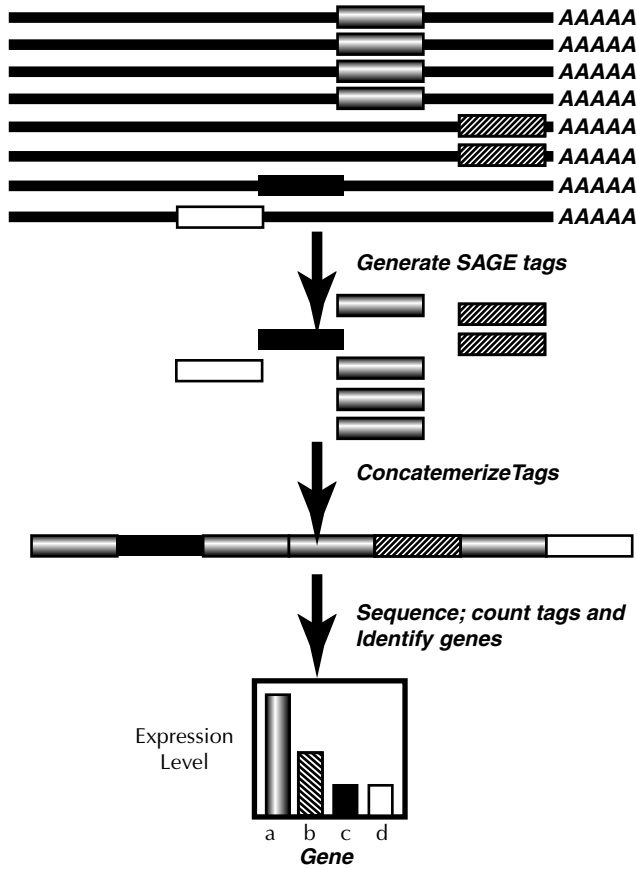 AAAAA
AAAAA
AAAAA
AAAAA
AAAAA
AAAAA
AAAAA
AAAAA
Generate SAGE tags
ConcatemerizeTags
Sequence; count tags and
Identify genes
Expression
Level
a b c d
Gene